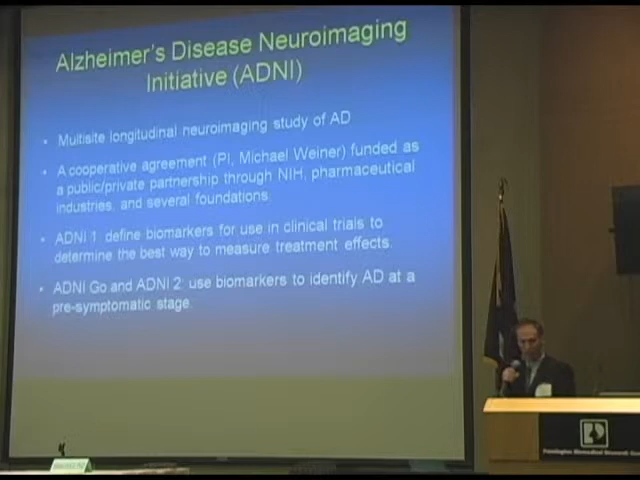 Alzheimer's Disease Neuroimaging
Initiative (ADNI)
• Multisite longitudinal neuroimaging study of AD
• A cooperative agreement (PI, Michael Weiner) funded as
a public/private partnership through NIH, pharmaceutical
industries, and several foundations.
• ADNI 1: define biomarkers for use in clinical trials to
determine the best way to measure treatment effects.
• ADNI Go and ADNI 2: use biomarkers to identify AD at a
pre-symptomatic stage.
Pennington Biomedical Research